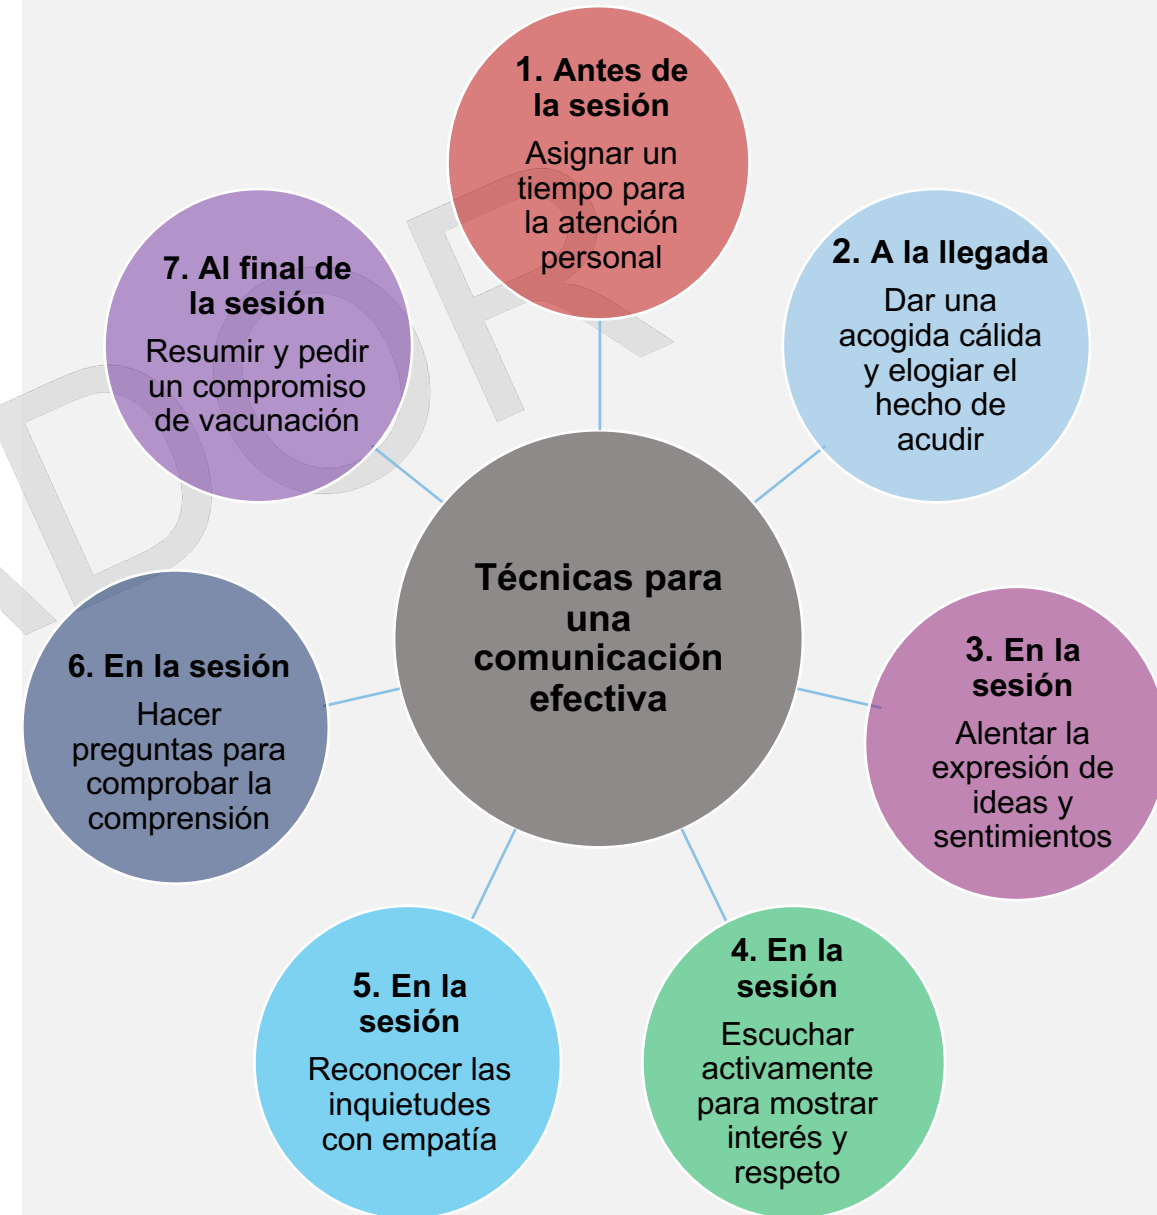 1. Antes de
la sesión
Asignar un
tiempo para
la atención
personal
2. A la llegada
Dar una
acogida cálida
y elogiar el
hecho de
acudir
3. En la
sesión
Alentar la
expresión de
ideas y
sentimientos
4. En la
sesión
Escuchar
activamente
para mostrar
interés y
respeto
5. En la
sesión
Reconocer las
inquietudes
con empatía
6. En la sesión
Hacer
preguntas para
comprobar la
comprensión
7. Al final de
la sesión
Resumir y pedir
un compromiso
de vacunación
Técnicas para
una
comunicación
efectiva